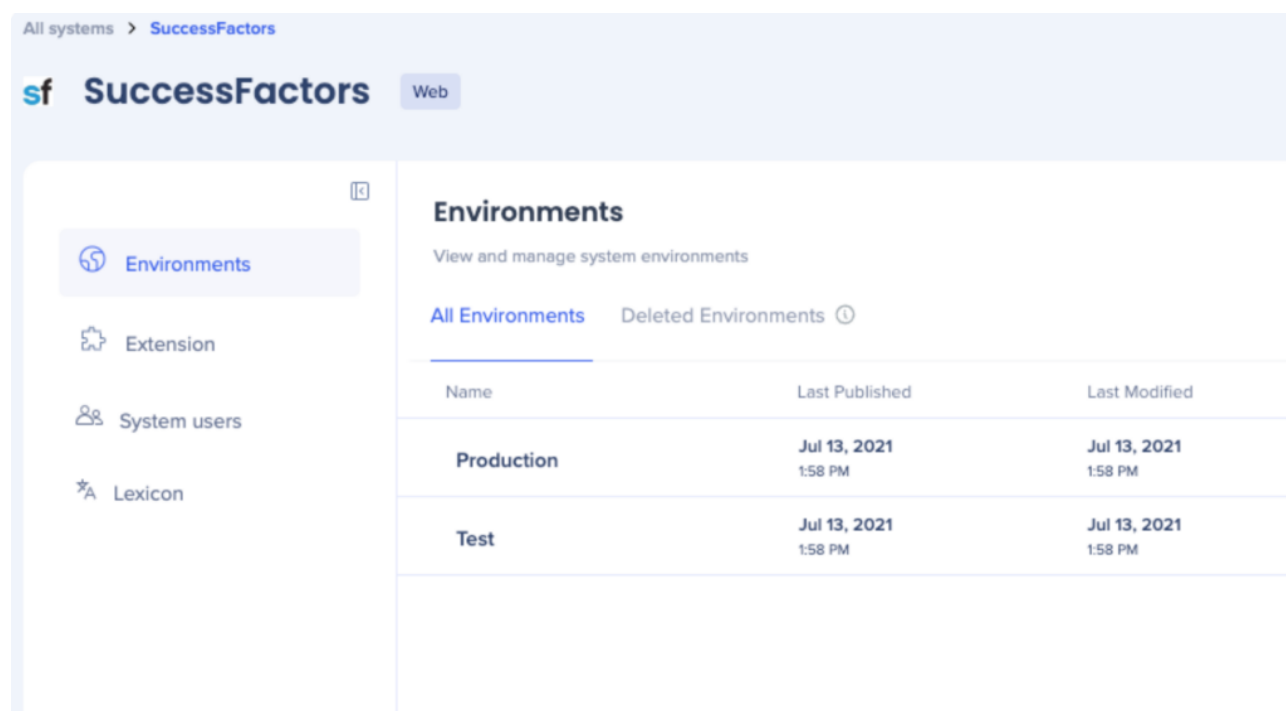 All systems > SuccessFactors
sf SuccessFactors Web
Environments
Extension
System users
Lexicon
Environments
View and manage system environments
All Environments Deleted Environments
Name Last Published Last Modified
Production Jul 13, 2021 Jul 13, 2021
1:58 PM 1:58 PM
Test Jul 13, 2021 Jul 13, 2021
1:58 PM 1:58 PM